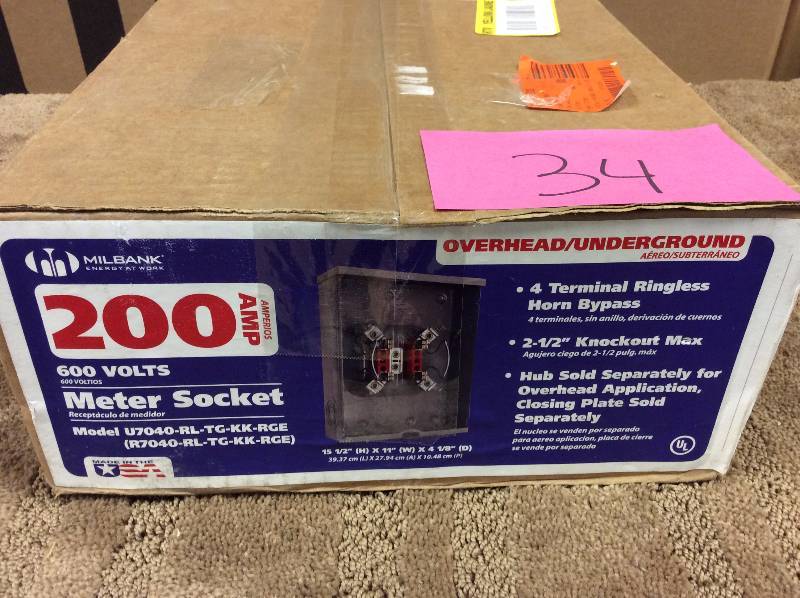 34
MILBANK
ENERGY AT WORK
200 AMP
AMPERIOS
600 VOLTS
600 VOLTIOS
Meter Socket
Receptáculo de medidor
Model U7040-RL-TG-KK-RGE
(R7040-RL-TG-KK-RGE)
MADE IN THE
USA
15 1/2" (H) X 11" (W) X 4 1/8" (D)
39.37 cm (L) X 27.94 cm (A) X 10.48 cm (P)
OVERHEAD/UNDERGROUND
AÉREO/SUBTERRÁNEO
• 4 Terminal Ringless
Horn Bypass
4 terminales, sin anillo, derivación de cuernos
• 2-1/2" Knockout Max
Agujero ciego de 2-1/2 pulg. máx
• Hub Sold Separately for
Overhead Application,
Closing Plate Sold
Separately
El nucleo se venden por separado
para aereo aplicacion, placa de cierre
se vende por separado
UL